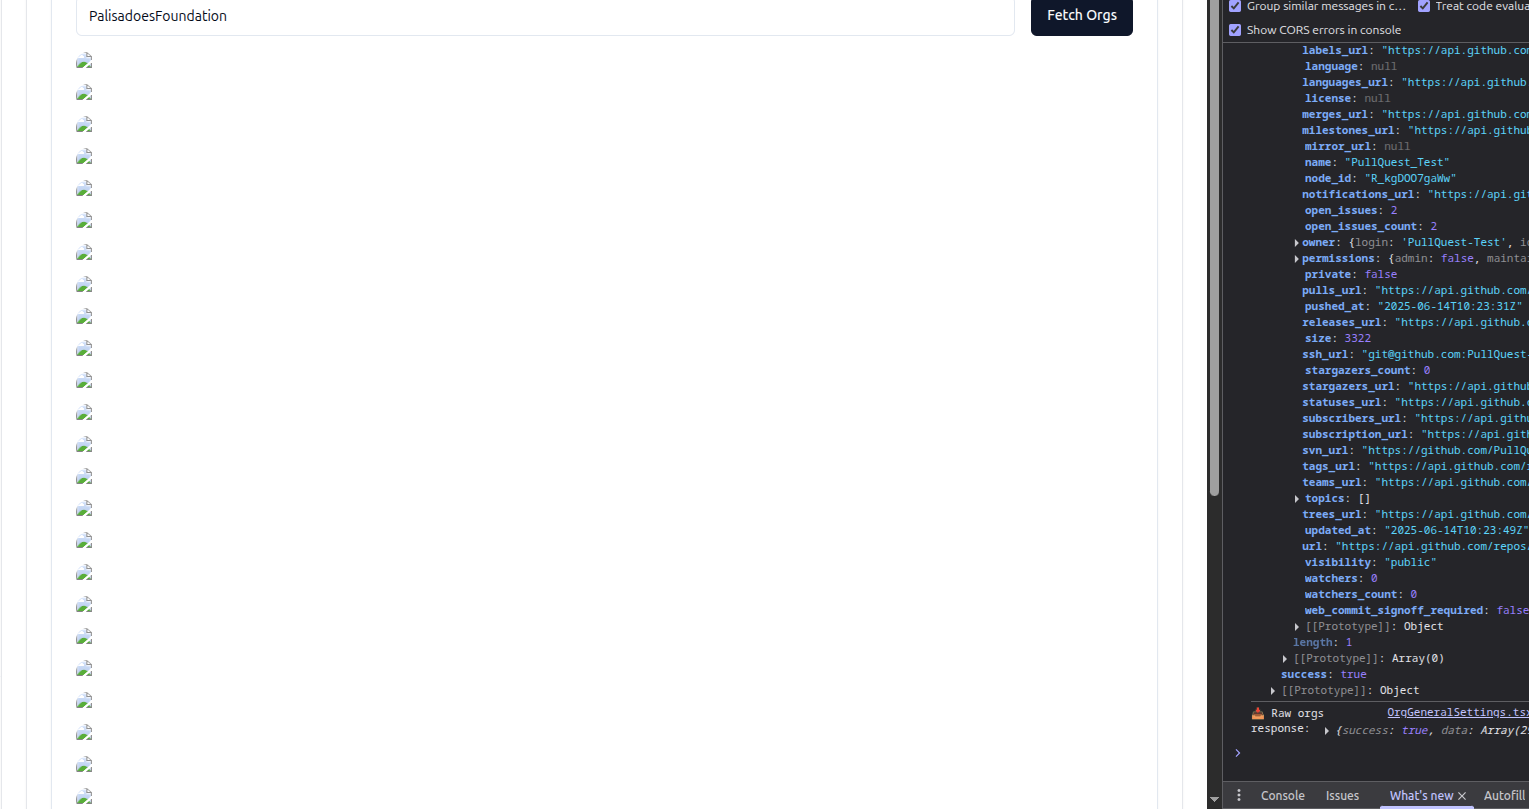 PalisadoesFoundation
Fetch Orgs
Group similar messages in c...
Treat code evalua
Show CORS errors in console
labels_url: "https://api.github.com
language: null
languages_url: "https://api.github
license: null
merges_url: "https://api.github.com
milestones_url: "https://api.githu
mirror_url: null
name: "PullQuest_Test"
node_id: "R_kgDOO7gaWw"
notifications_url: "https://api.git
open_issues: 2
open_issues_count: 2
owner: {login: 'PullQuest-Test', i
permissions: {admin: false, mainta
private: false
pulls_url: "https://api.github.com/
pushed_at: "2025-06-14T10:23:31Z"
releases_url: "https://api.github.c
size: 3322
ssh_url: "git@github.com:PullQuest-
stargazers_count: 0
stargazers_url: "https://api.githu
statuses_url: "https://api.github.c
subscribers_url: "https://api.githu
subscription_url: "https://api.gith
svn_url: "https://github.com/PullQu
tags_url: "https://api.github.com/r
teams_url: "https://api.github.com/
topics: []
trees_url: "https://api.github.com/
updated_at: "2025-06-14T10:23:49Z"
url: "https://api.github.com/repos/
visibility: "public"
watchers: 0
watchers_count: 0
web_commit_signoff_required: false
[[Prototype]]: Object
length: 1
[[Prototype]]: Array(0)
success: true
[[Prototype]]: Object
Raw orgs OrgGeneralSettings.tsx
response: {success: true, data: Array(2
Console Issues What's new Autofill